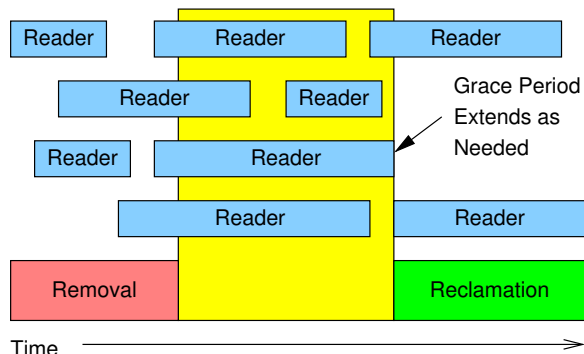 Reader
Reader
Reader
Reader
Reader
Grace Period
Extends as
Needed
Reader
Reader
Reader
Reader
Removal
Reclamation
Time